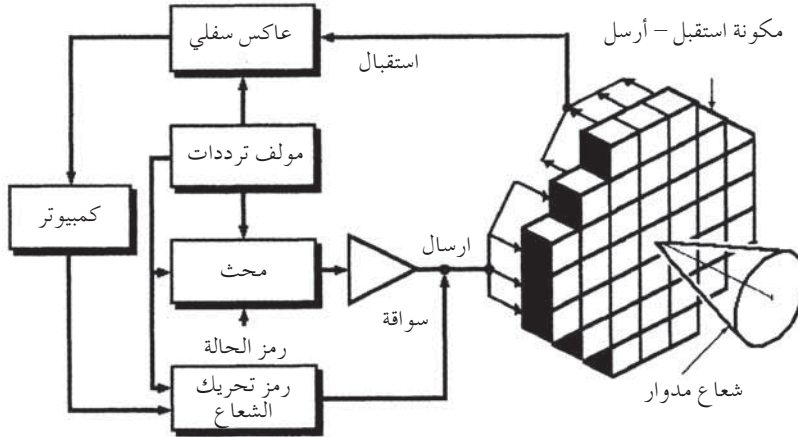 عاكس سفلي
استقبال
مكونة استقبل – أرسل
مولف ترددات
كمبيوتر
محث
ارسال
سواقة
رمز الحالة
رمز تحريك
الشعاع
شعاع مدوار